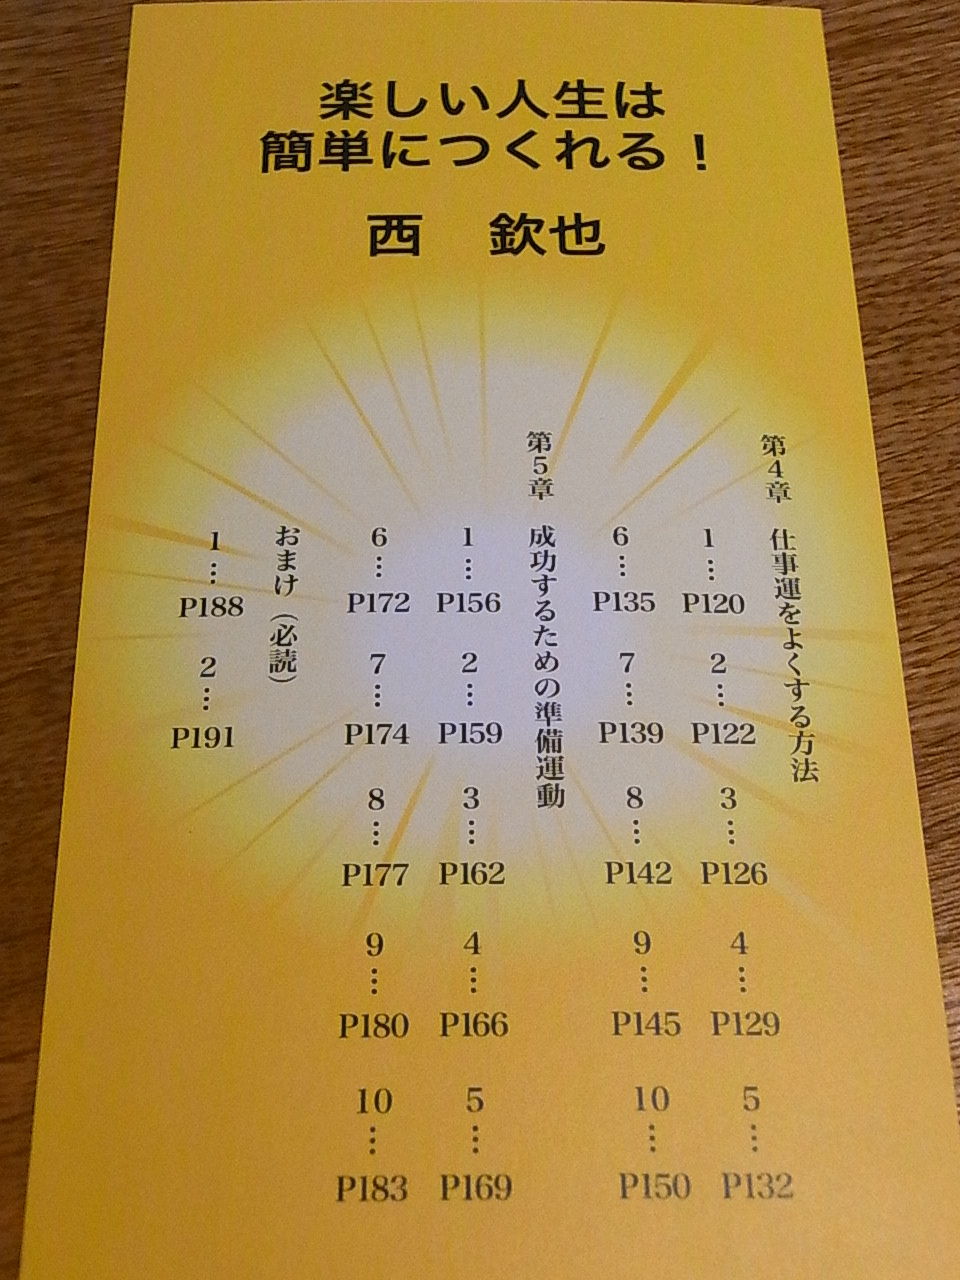 楽しい人生は
簡単につくれる！
西　欽也
第4章　仕事運をよくする方法
1…P120
2…P122
3…P126
4…P129
5…P132
6…P135
7…P139
8…P142
9…P145
10…P150
第5章　成功するための準備運動
1…P156
2…P159
3…P162
4…P166
5…P169
6…P172
7…P174
8…P177
9…P180
10…P183
おまけ（必読）
1…P188
2…P191